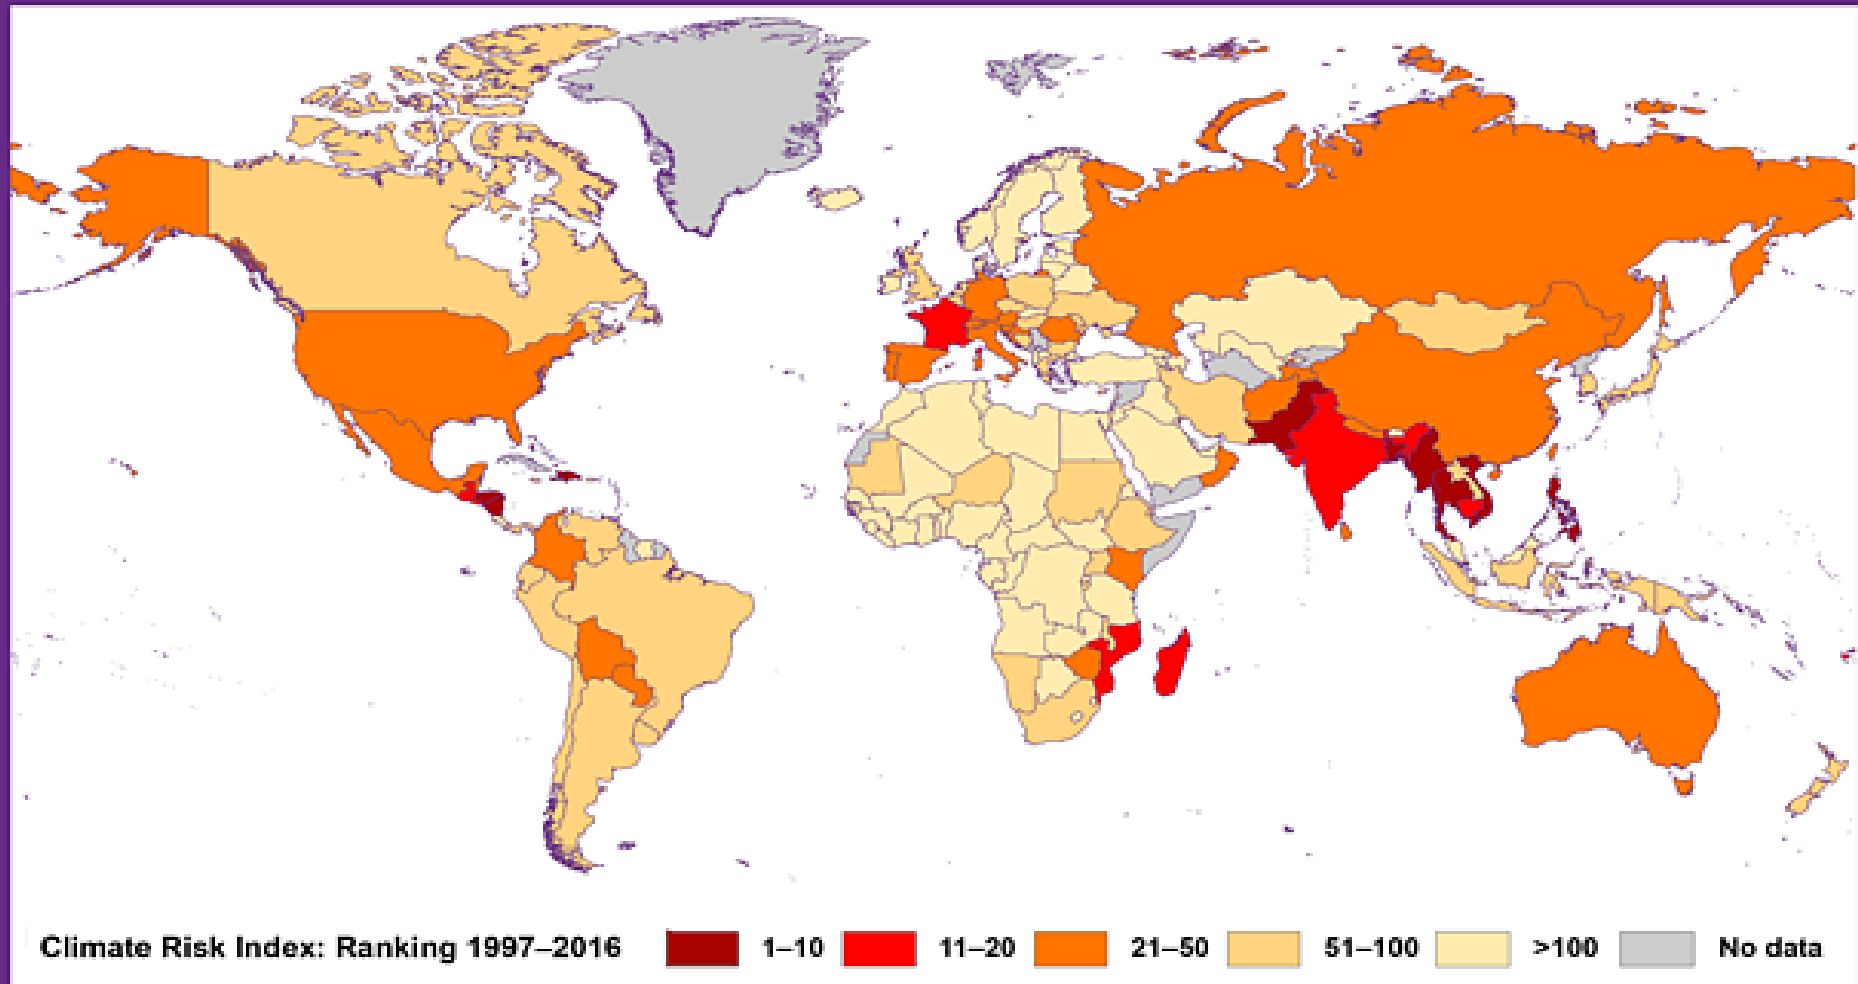 Climate Risk Index: Ranking 1997–2016 1–10 11–20 21–50 51–100 >100 No data